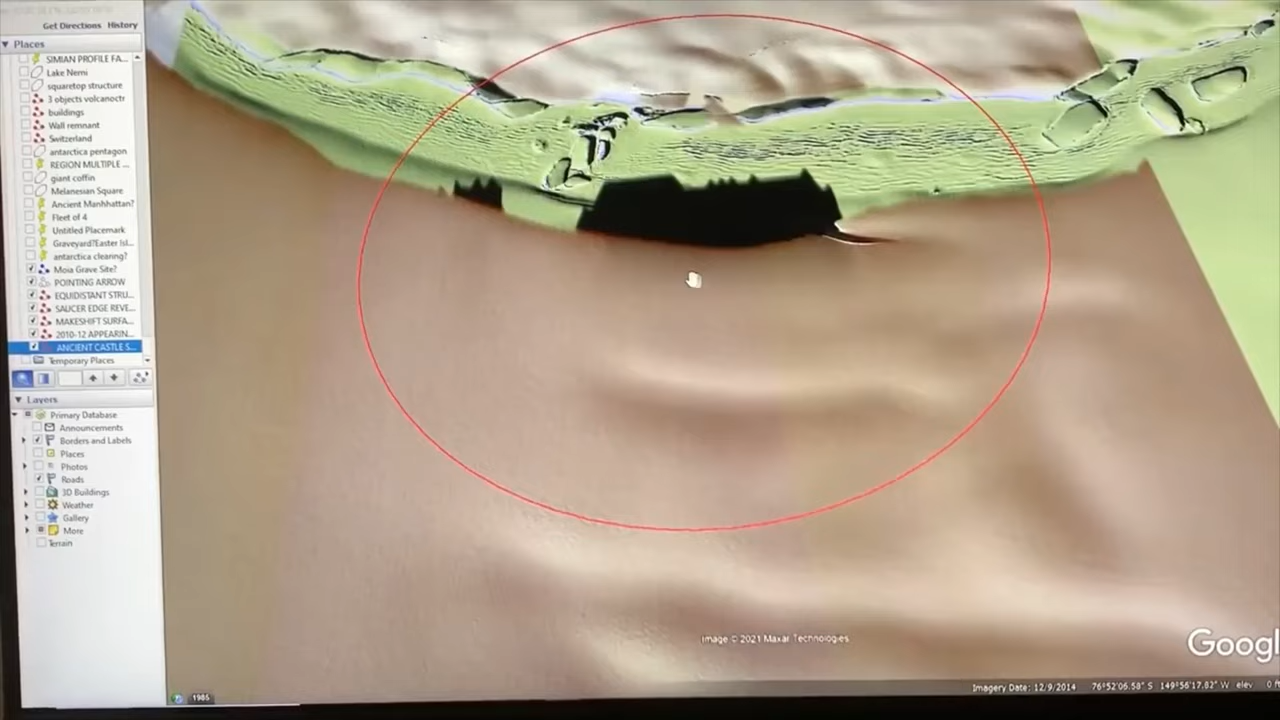 Get Directions History
Places
SIMIAN PROFILE FA...
Lake Nemi
squaretop structure
3 objects volcanoctr
buildings
Wall remnant
Switzerland
antarctica pentagon
REGION MULTIPLE ...
giant coffin
Melanesian Square
Ancient Manhhattan?
Fleet of 4
Untitled Placemark
Graveyard?Easter Isl...
antarctica clearing?
Moia Grave Site?
POINTING ARROW
EQUIDISTANT STRU...
SAUCER EDGE REVE...
MAKESHIFT SURFA...
2010-12 APPEARIN...
ANCIENT CASTLE S...
Temporary Places
Layers
Primary Database
Announcements
Borders and Labels
Places
Photos
Roads
3D Buildings
Weather
Gallery
More
Terrain
Image © 2021 Maxar Technologies
Googl
1985
Imagery Date: 12/9/2014 76°52'06.58" S 149°56'17.82" W elev 0 ft